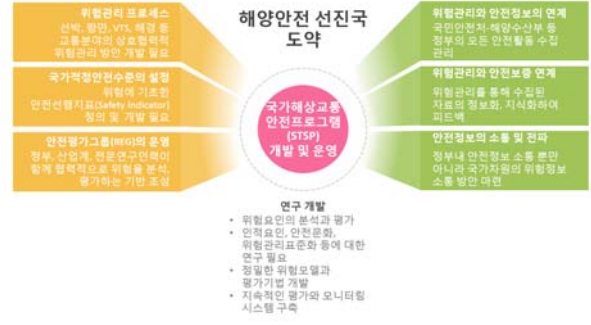 해양안전 선진국
도약
위험관리 프로세스
선박, 항만, VTS, 해경 등
교통분야의 상호협력적
위험관리 방안 개발 필요
국가적정안전수준의 설정
위험에 기초한
안전선행지표(Safety Indicator)
정의 및 개발 필요
안전평가그룹(REG)의 운영
정부, 산업계, 전문연구인력이
함께 협력적으로 위험을 분석,
평가하는 기반 조성
국가해상교통
안전프로그램
(STSP)
개발 및 운영
위험관리와 안전정보의 연계
국민안전처·해양수산부 등
정부의 모든 안전활동 수집
관리
위험관리와 안전보증 연계
위험관리를 통해 수집된
자료의 정보화, 지식화하여
피드백
안전정보의 소통 및 전파
정부내 안전정보 소통 뿐만
아니라 국가차원의 위험정보
소통 방안 마련
연구 개발
• 위험요인의 분석과 평가
• 인적요인, 안전문화,
위험관리표준화 등에 대한
연구 필요
• 정밀한 위험모델과
평가기법 개발
• 지속적인 평가와 모니터링
시스템 구축